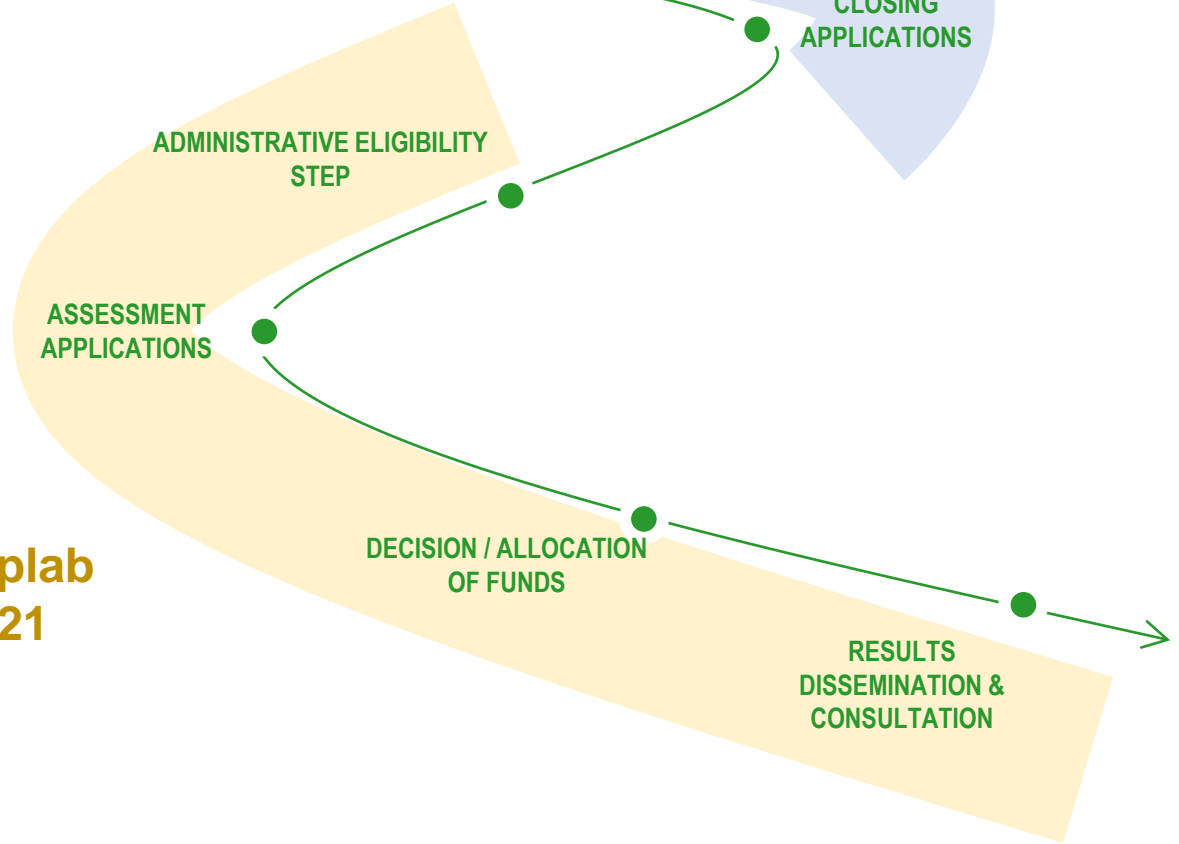 CLOSING
APPLICATIONS
ADMINISTRATIVE ELIGIBILITY
STEP
ASSESSMENT
APPLICATIONS
DECISION / ALLOCATION
OF FUNDS
plab
21
RESULTS
DISSEMINATION &
CONSULTATION